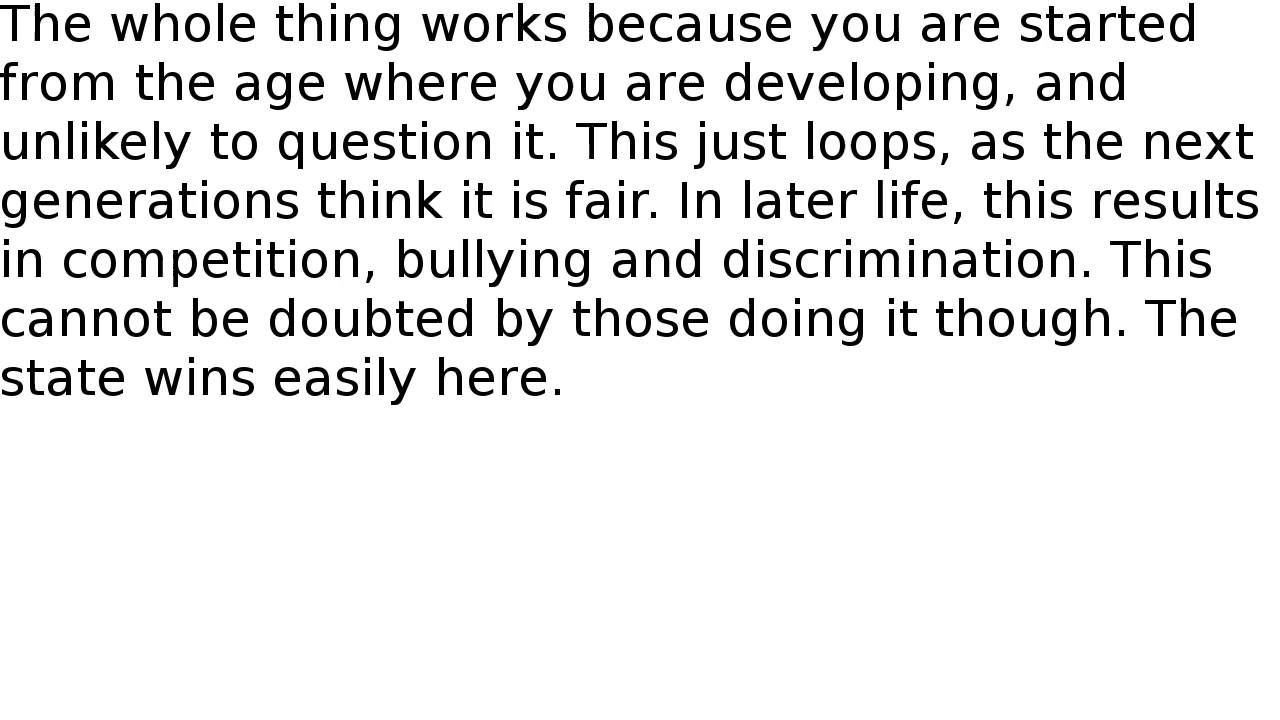 The whole thing works because you are started
from the age where you are developing, and
unlikely to question it. This just loops, as the next
generations think it is fair. In later life, this results
in competition, bullying and discrimination. This
cannot be doubted by those doing it though. The
state wins easily here.